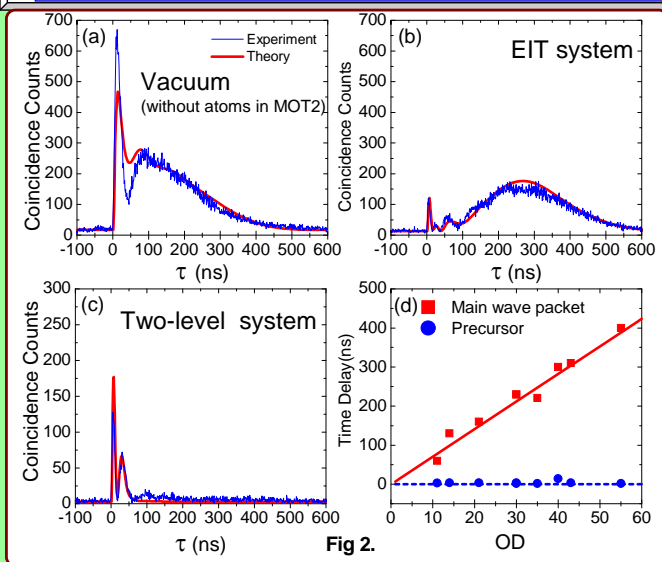 (a)
Experiment
Theory
Vacuum
(without atoms in MOT2)
Coincidence Counts
700
600
500
400
300
200
100
0
-100 0 100 200 300 400 500 600
τ (ns)
(b)
EIT system
Coincidence Counts
700
600
500
400
300
200
100
0
-100 0 100 200 300 400 500 600
τ (ns)
(c)
Two-level system
Coincidence Counts
300
250
200
150
100
50
0
-100 0 100 200 300 400 500 600
τ (ns)
(d)
Main wave packet
Precursor
Time Delay(ns)
500
400
300
200
100
0
0 10 20 30 40 50 60
OD
Fig 2.